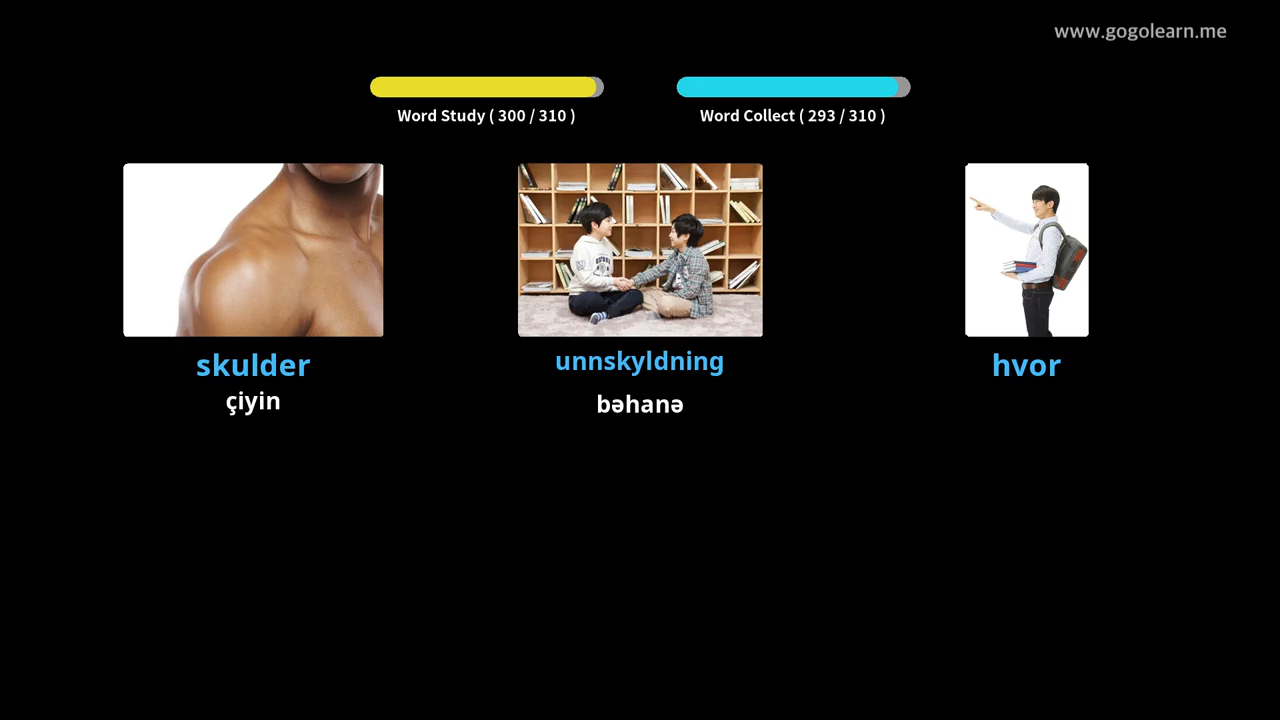 www.gogolearn.me
Word Study ( 300 / 310 )
Word Collect ( 293 / 310 )
skulder
çiyin
unnskyldning
bəhanə
hvor